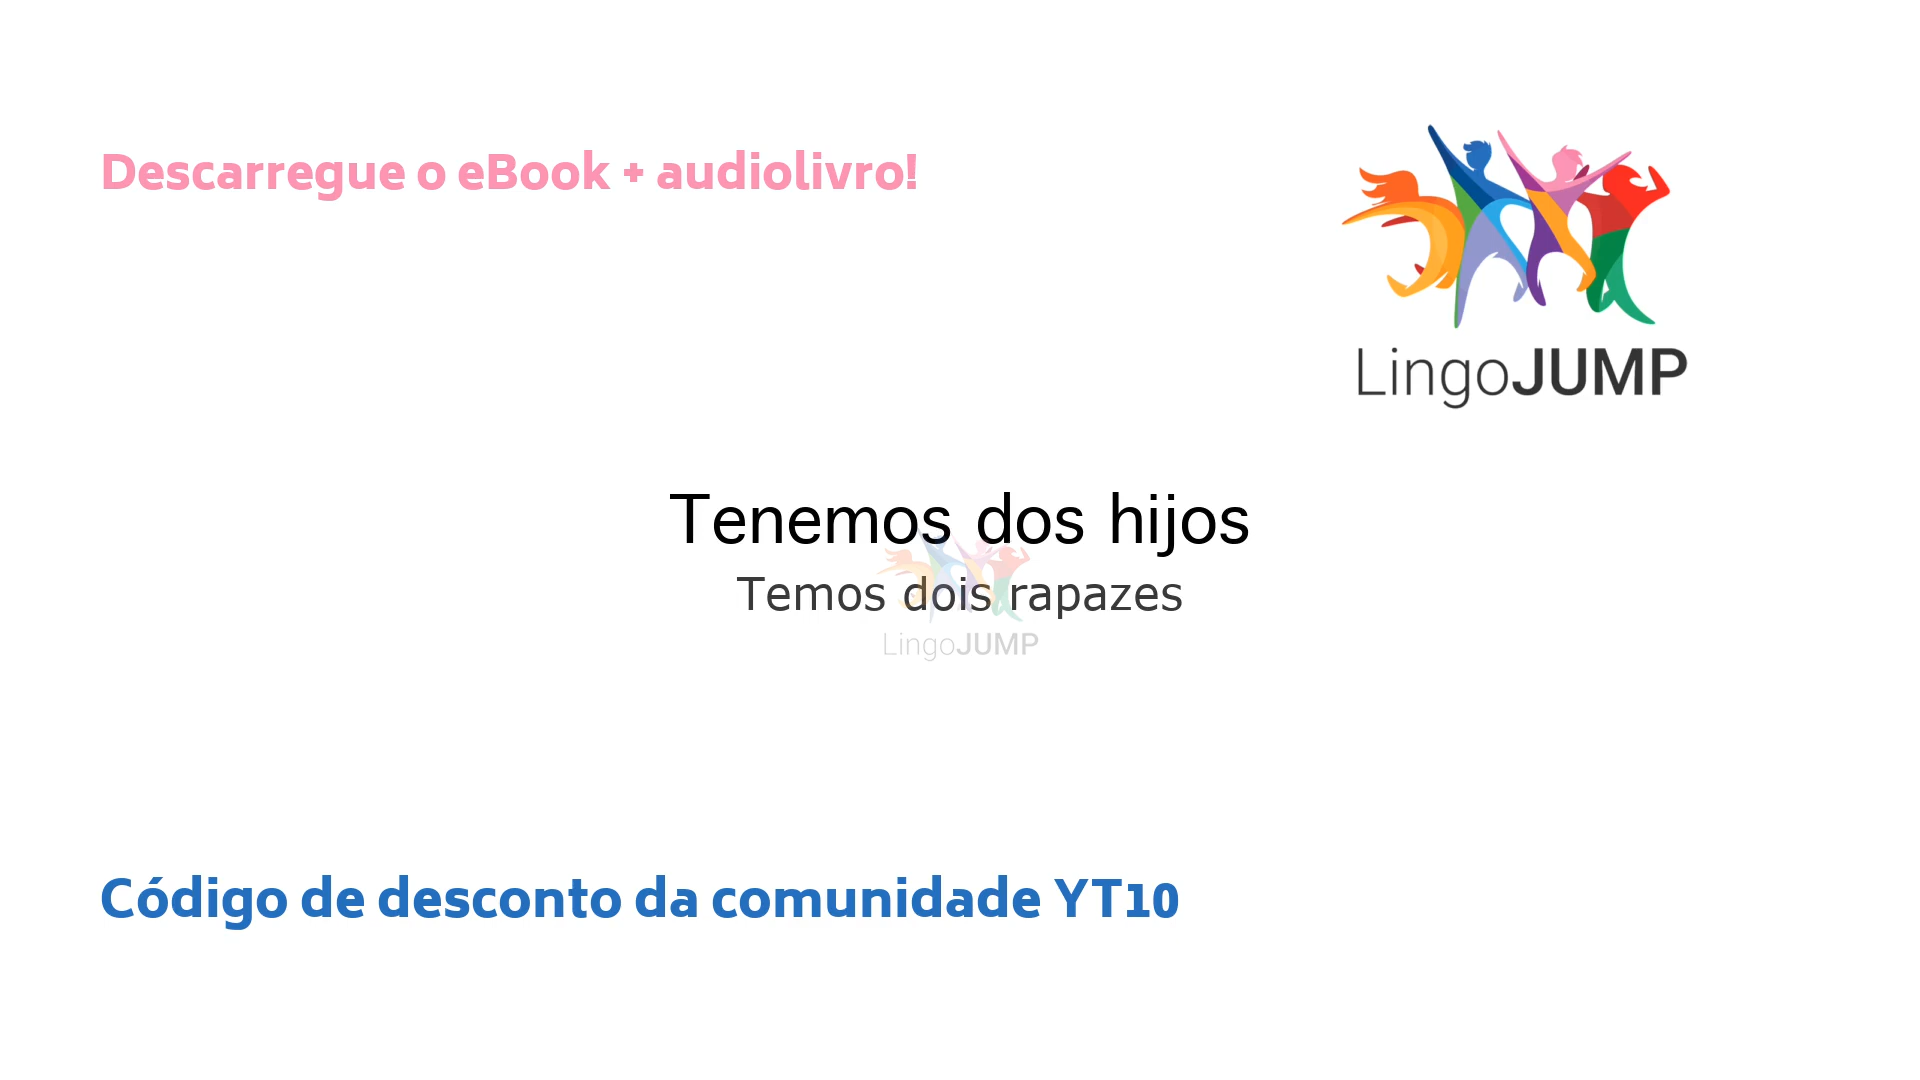 Descarregue o eBook + audiolivro!
LingoJUMP
Tenemos dos hijos
Temos dois rapazes
LingoJUMP
Código de desconto da comunidade YT10